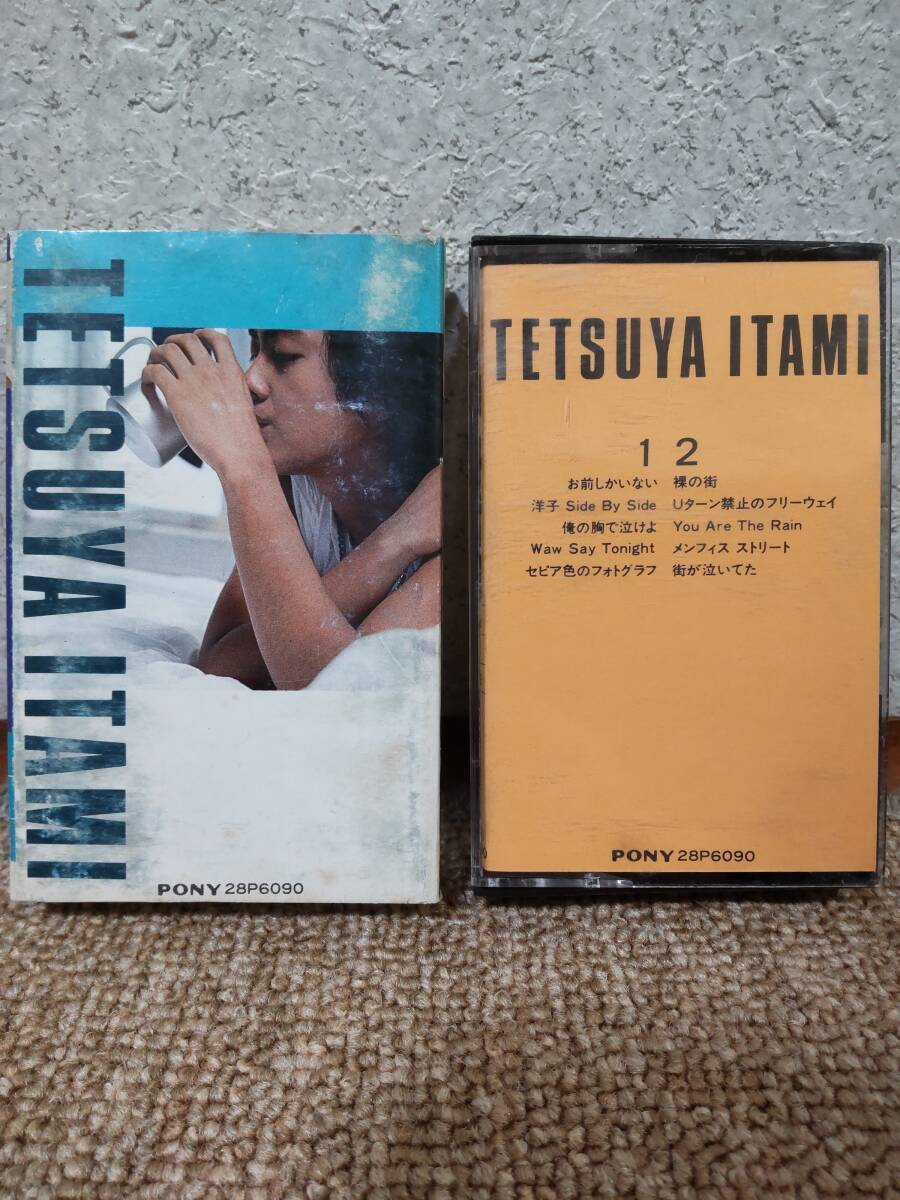 TETSUYA ITAMI
PONY 28P6090
TETSUYA ITAMI
1 2
お前しかいない 裸の街
洋子 Side By Side Uターン禁止のフリーウェイ
俺の胸で泣けよ You Are The Rain
Waw Say Tonight メンフィス ストリート
セピア色のフォトグラフ 街が泣いてた
PONY 28P6090